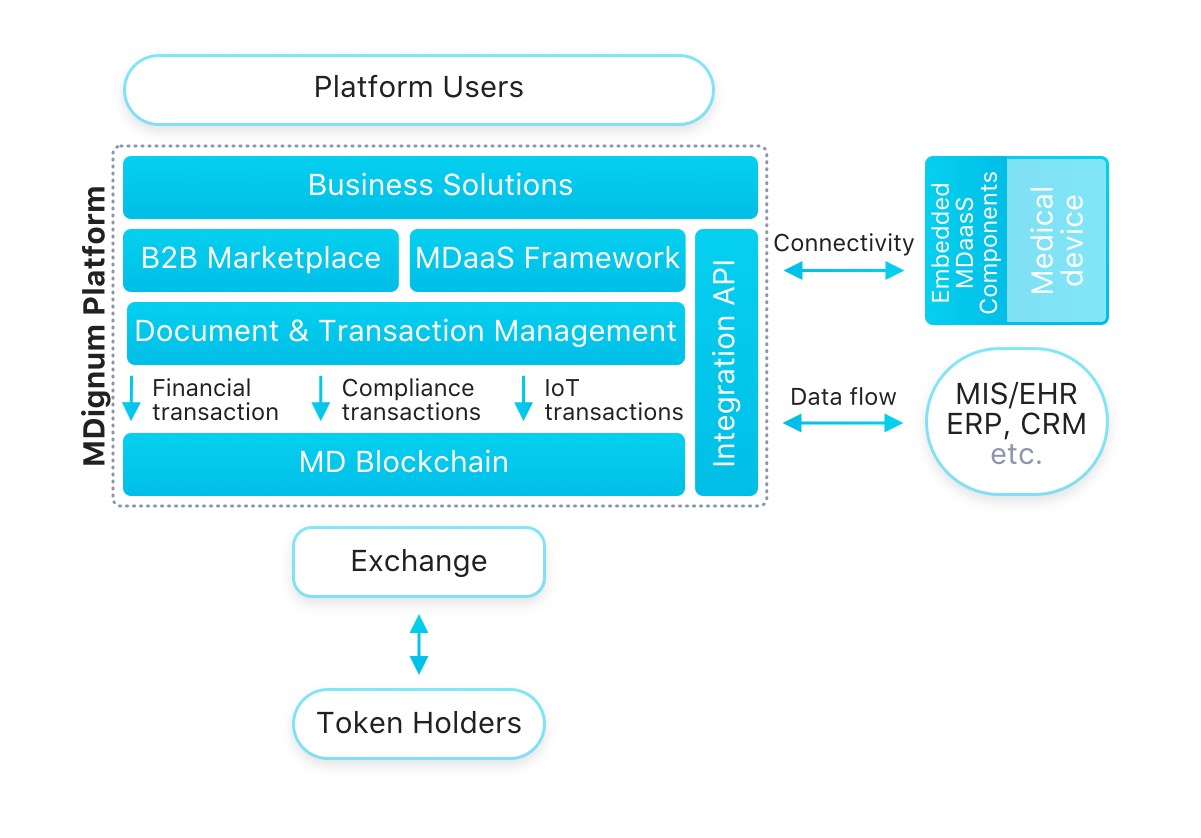 Platform Users
MDignum Platform
Business Solutions
B2B Marketplace
MDaaS Framework
Document & Transaction Management
Financial
transaction
Compliance
transactions
IoT
transactions
MD Blockchain
Integration API
Connectivity
Embedded
MDaasS
Components
Medical
device
Data flow
MIS/EHR
ERP, CRM
etc.
Exchange
Token Holders